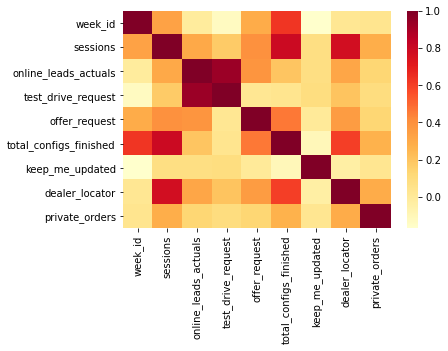 week_id
sessions
online_leads_actuals
test_drive_request
offer_request
total_configs_finished
keep_me_updated
dealer_locator
private_orders
week_id
sessions
online_leads_actuals
test_drive_request
offer_request
total_configs_finished
keep_me_updated
dealer_locator
private_orders
1.0
0.8
0.6
0.4
0.2
0.0